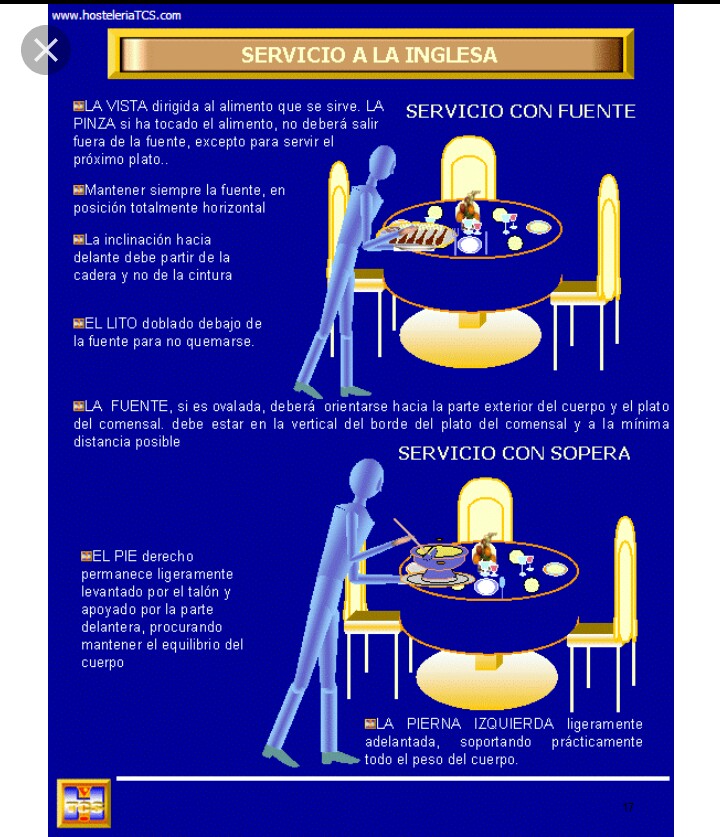 www.hosteleriaTCS.com
SERVICIO A LA INGLESA
LA VISTA dirigida al alimento que se sirve. LA
PINZA si ha tocado el alimento, no deberá salir
fuera de la fuente, excepto para servir el
próximo plato..
SERVICIO CON FUENTE
Mantener siempre la fuente, en
posición totalmente horizontal
La inclinación hacia
delante debe partir de la
cadera y no de la cintura
EL LITO doblado debajo de
la fuente para no quemarse.
LA FUENTE, si es ovalada, deberá orientarse hacia la parte exterior del cuerpo y el plato
del comensal. debe estar en la vertical del borde del plato del comensal y a la mínima
distancia posible
SERVICIO CON SOPERA
EL PIE derecho
permanece ligeramente
levantado por el talón y
apoyado por la parte
delantera, procurando
mantener el equilibrio del
cuerpo
LA PIERNA IZQUIERDA ligeramente
adelantada, soportando prácticamente
todo el peso del cuerpo.
TCS
17